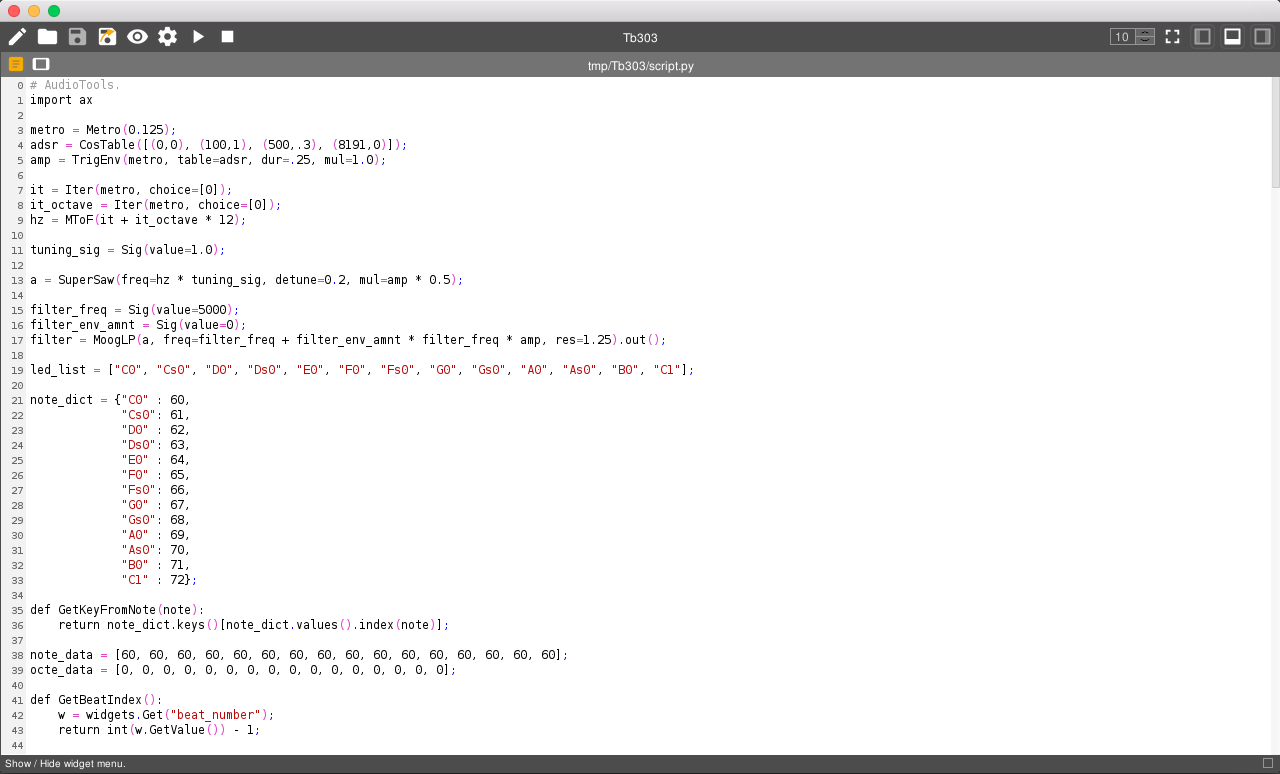 Tb303
10
tmp/Tb303/script.py
0 # AudioTools.
1 import ax
2
3 metro = Metro(0.125);
4 adsr = CosTable([(0,0), (100,1), (500,.3), (8191,0)]);
5 amp = TrigEnv(metro, table=adsr, dur=.25, mul=1.0);
6
7 it = Iter(metro, choice=[0]);
8 it_octave = Iter(metro, choice=[0]);
9 hz = MToF(it + it_octave * 12);
10
11 tuning_sig = Sig(value=1.0);
12
13 a = SuperSaw(freq=hz * tuning_sig, detune=0.2, mul=amp * 0.5);
14
15 filter_freq = Sig(value=5000);
16 filter_env_amnt = Sig(value=0);
17 filter = MoogLP(a, freq=filter_freq + filter_env_amnt * filter_freq * amp, res=1.25).out();
18
19 led_list = ["C0", "Cs0", "D0", "Ds0", "E0", "F0", "Fs0", "G0", "Gs0", "A0", "As0", "B0", "C1"];
20
21 note_dict = {"C0" : 60,
22 "Cs0": 61,
23 "D0" : 62,
24 "Ds0": 63,
25 "E0" : 64,
26 "F0" : 65,
27 "Fs0": 66,
28 "G0" : 67,
29 "Gs0": 68,
30 "A0" : 69,
31 "As0": 70,
32 "B0" : 71,
33 "C1" : 72};
34
35 def GetKeyFromNote(note):
36 return note_dict.keys()[note_dict.values().index(note)];
37
38 note_data = [60, 60, 60, 60, 60, 60, 60, 60, 60, 60, 60, 60, 60, 60, 60, 60];
39 octe_data = [0, 0, 0, 0, 0, 0, 0, 0, 0, 0, 0, 0, 0, 0, 0, 0];
40
41 def GetBeatIndex():
42 w = widgets.Get("beat_number");
43 return int(w.GetValue()) - 1;
44
Show / Hide widget menu.